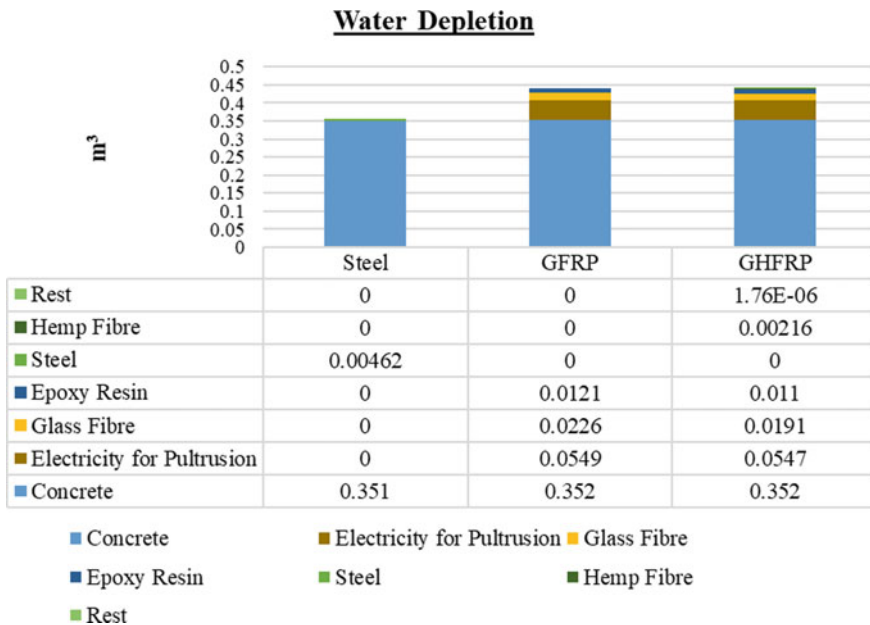 Water Depletion
m³
0.5
0.45
0.4
0.35
0.3
0.25
0.2
0.15
0.1
0.05
0
Steel GFRP GHFRP
Rest 0 0 1.76E-06
Hemp Fibre 0 0 0.00216
Steel 0.00462 0 0
Epoxy Resin 0 0.0121 0.011
Glass Fibre 0 0.0226 0.0191
Electricity for Pultrusion 0 0.0549 0.0547
Concrete 0.351 0.352 0.352
Concrete Electricity for Pultrusion Glass Fibre
Epoxy Resin Steel Hemp Fibre
Rest